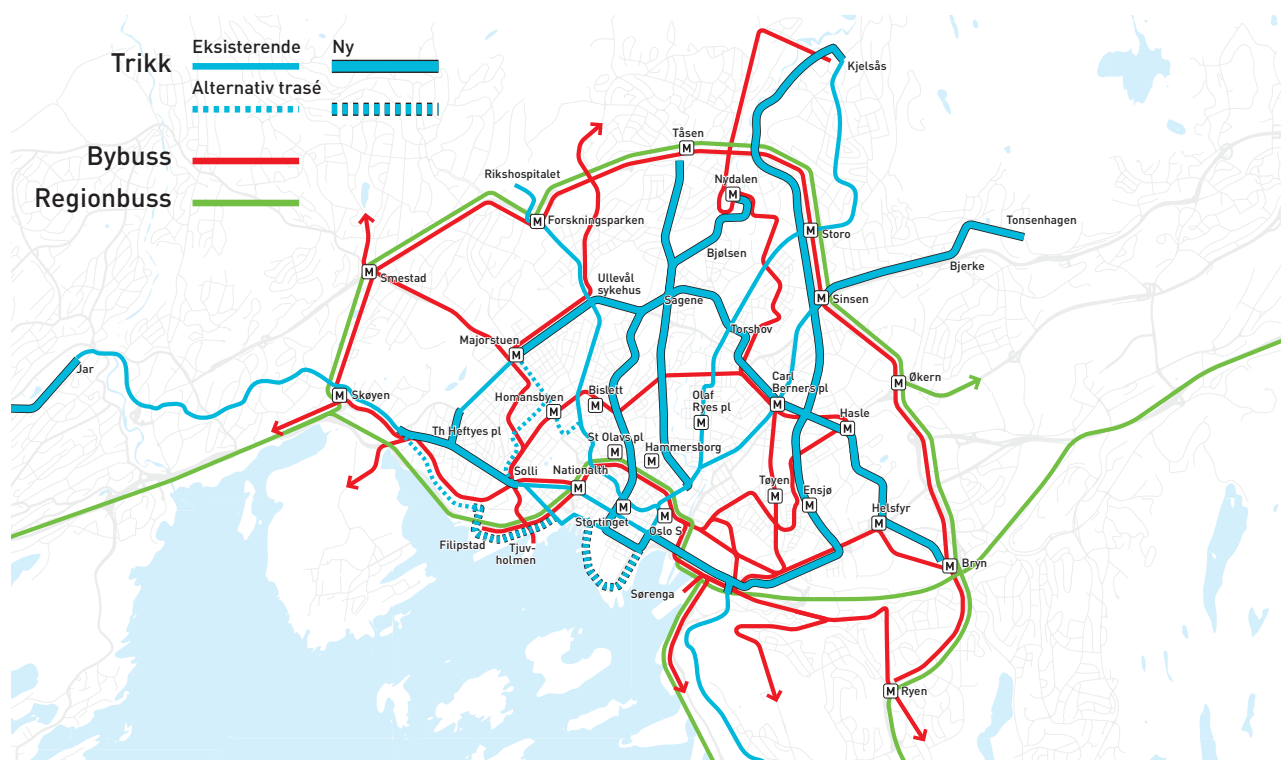 Eksisterende
Ny
Trikk
Alternativ trasé
Bybuss
Regionbuss
Kjelsås
Tåsen
M
Rikshospitalet
Nydalen
M
M
Forskningsparken
Tonsenhagen
M
Storo
Bjølsen
Bjerke
M
Smestad
Ullevål
sykehus
Sagene
M
Sinsen
Torshov
Majorstuen
M
Jar
Carl
Berners pl
M
M
Økern
Bislett
M
Homansbyen
M
Olaf
Ryes pl
M
M
Skøyen
Hasle
M
Th Heftyes pl
St Olavs pl
M
Hammersborg
M
Solli
Nationalth
M
Tøyen
M
Ensjø
M
Helsfyr
M
Stortinget
M
M
Oslo S
Filipstad
Tjuv-
holmen
M
Bryn
Sørenga
M
Ryen